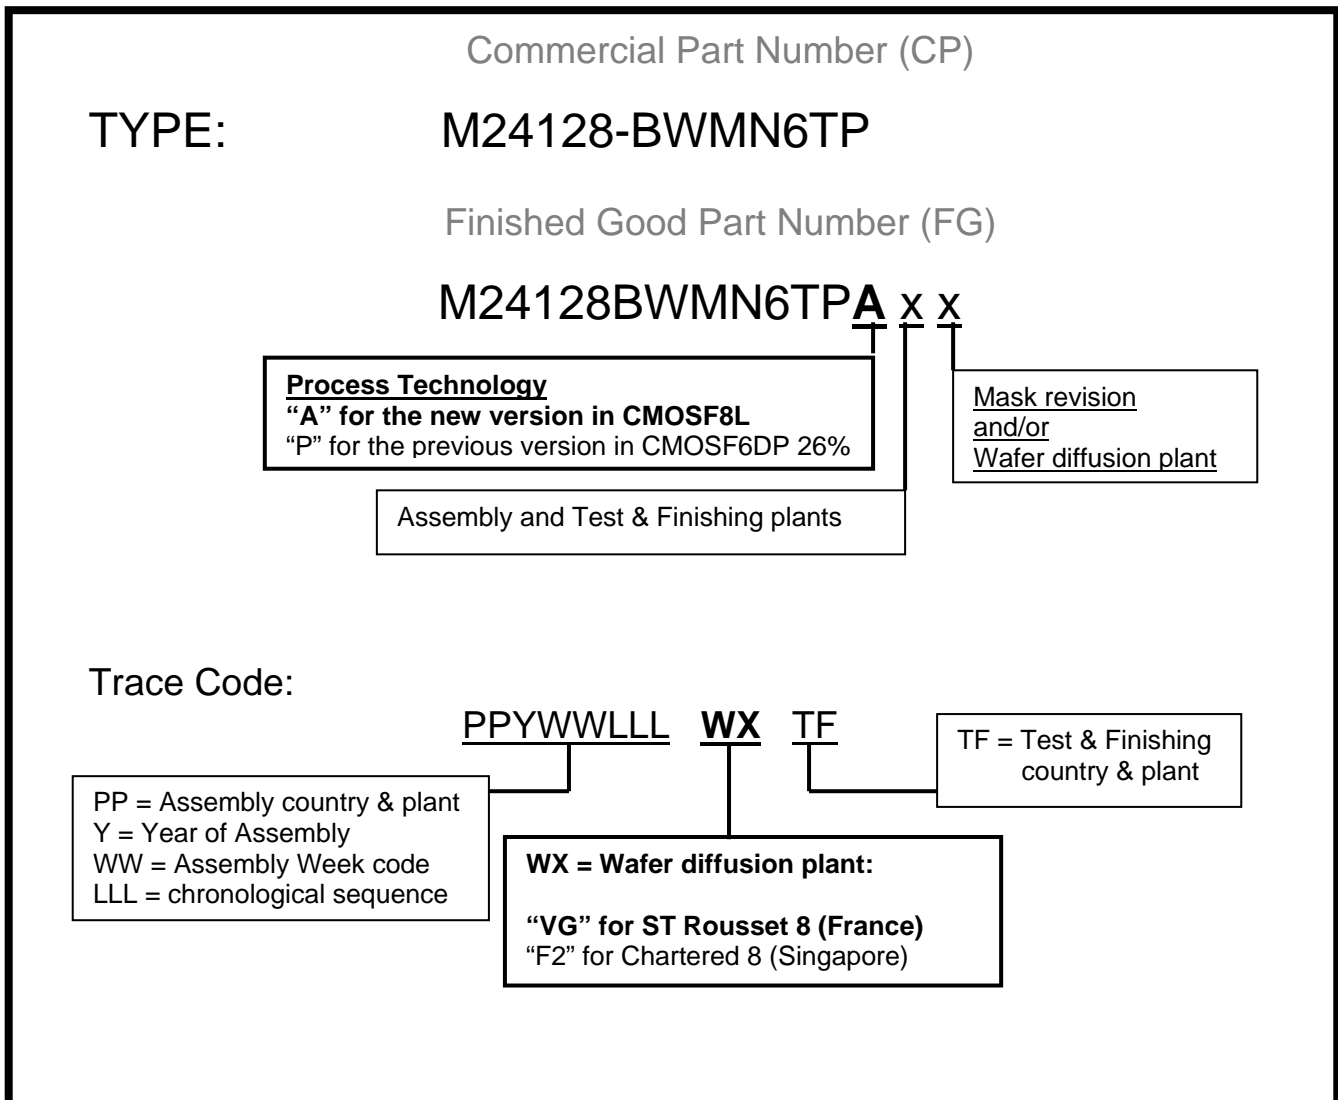 Commercial Part Number (CP)
TYPE: M24128-BWMN6TP
Finished Good Part Number (FG)
M24128BWMN6TPA x x
Process Technology
“A” for the new version in CMOSF8L
“P” for the previous version in CMOSF6DP 26%
Mask revision
and/or
Wafer diffusion plant
Assembly and Test & Finishing plants
Trace Code:
PPYWWLLL WX TF
TF = Test & Finishing
country & plant
PP = Assembly country & plant
Y = Year of Assembly
WW = Assembly Week code
LLL = chronological sequence
WX = Wafer diffusion plant:
“VG” for ST Rousset 8 (France)
“F2” for Chartered 8 (Singapore)